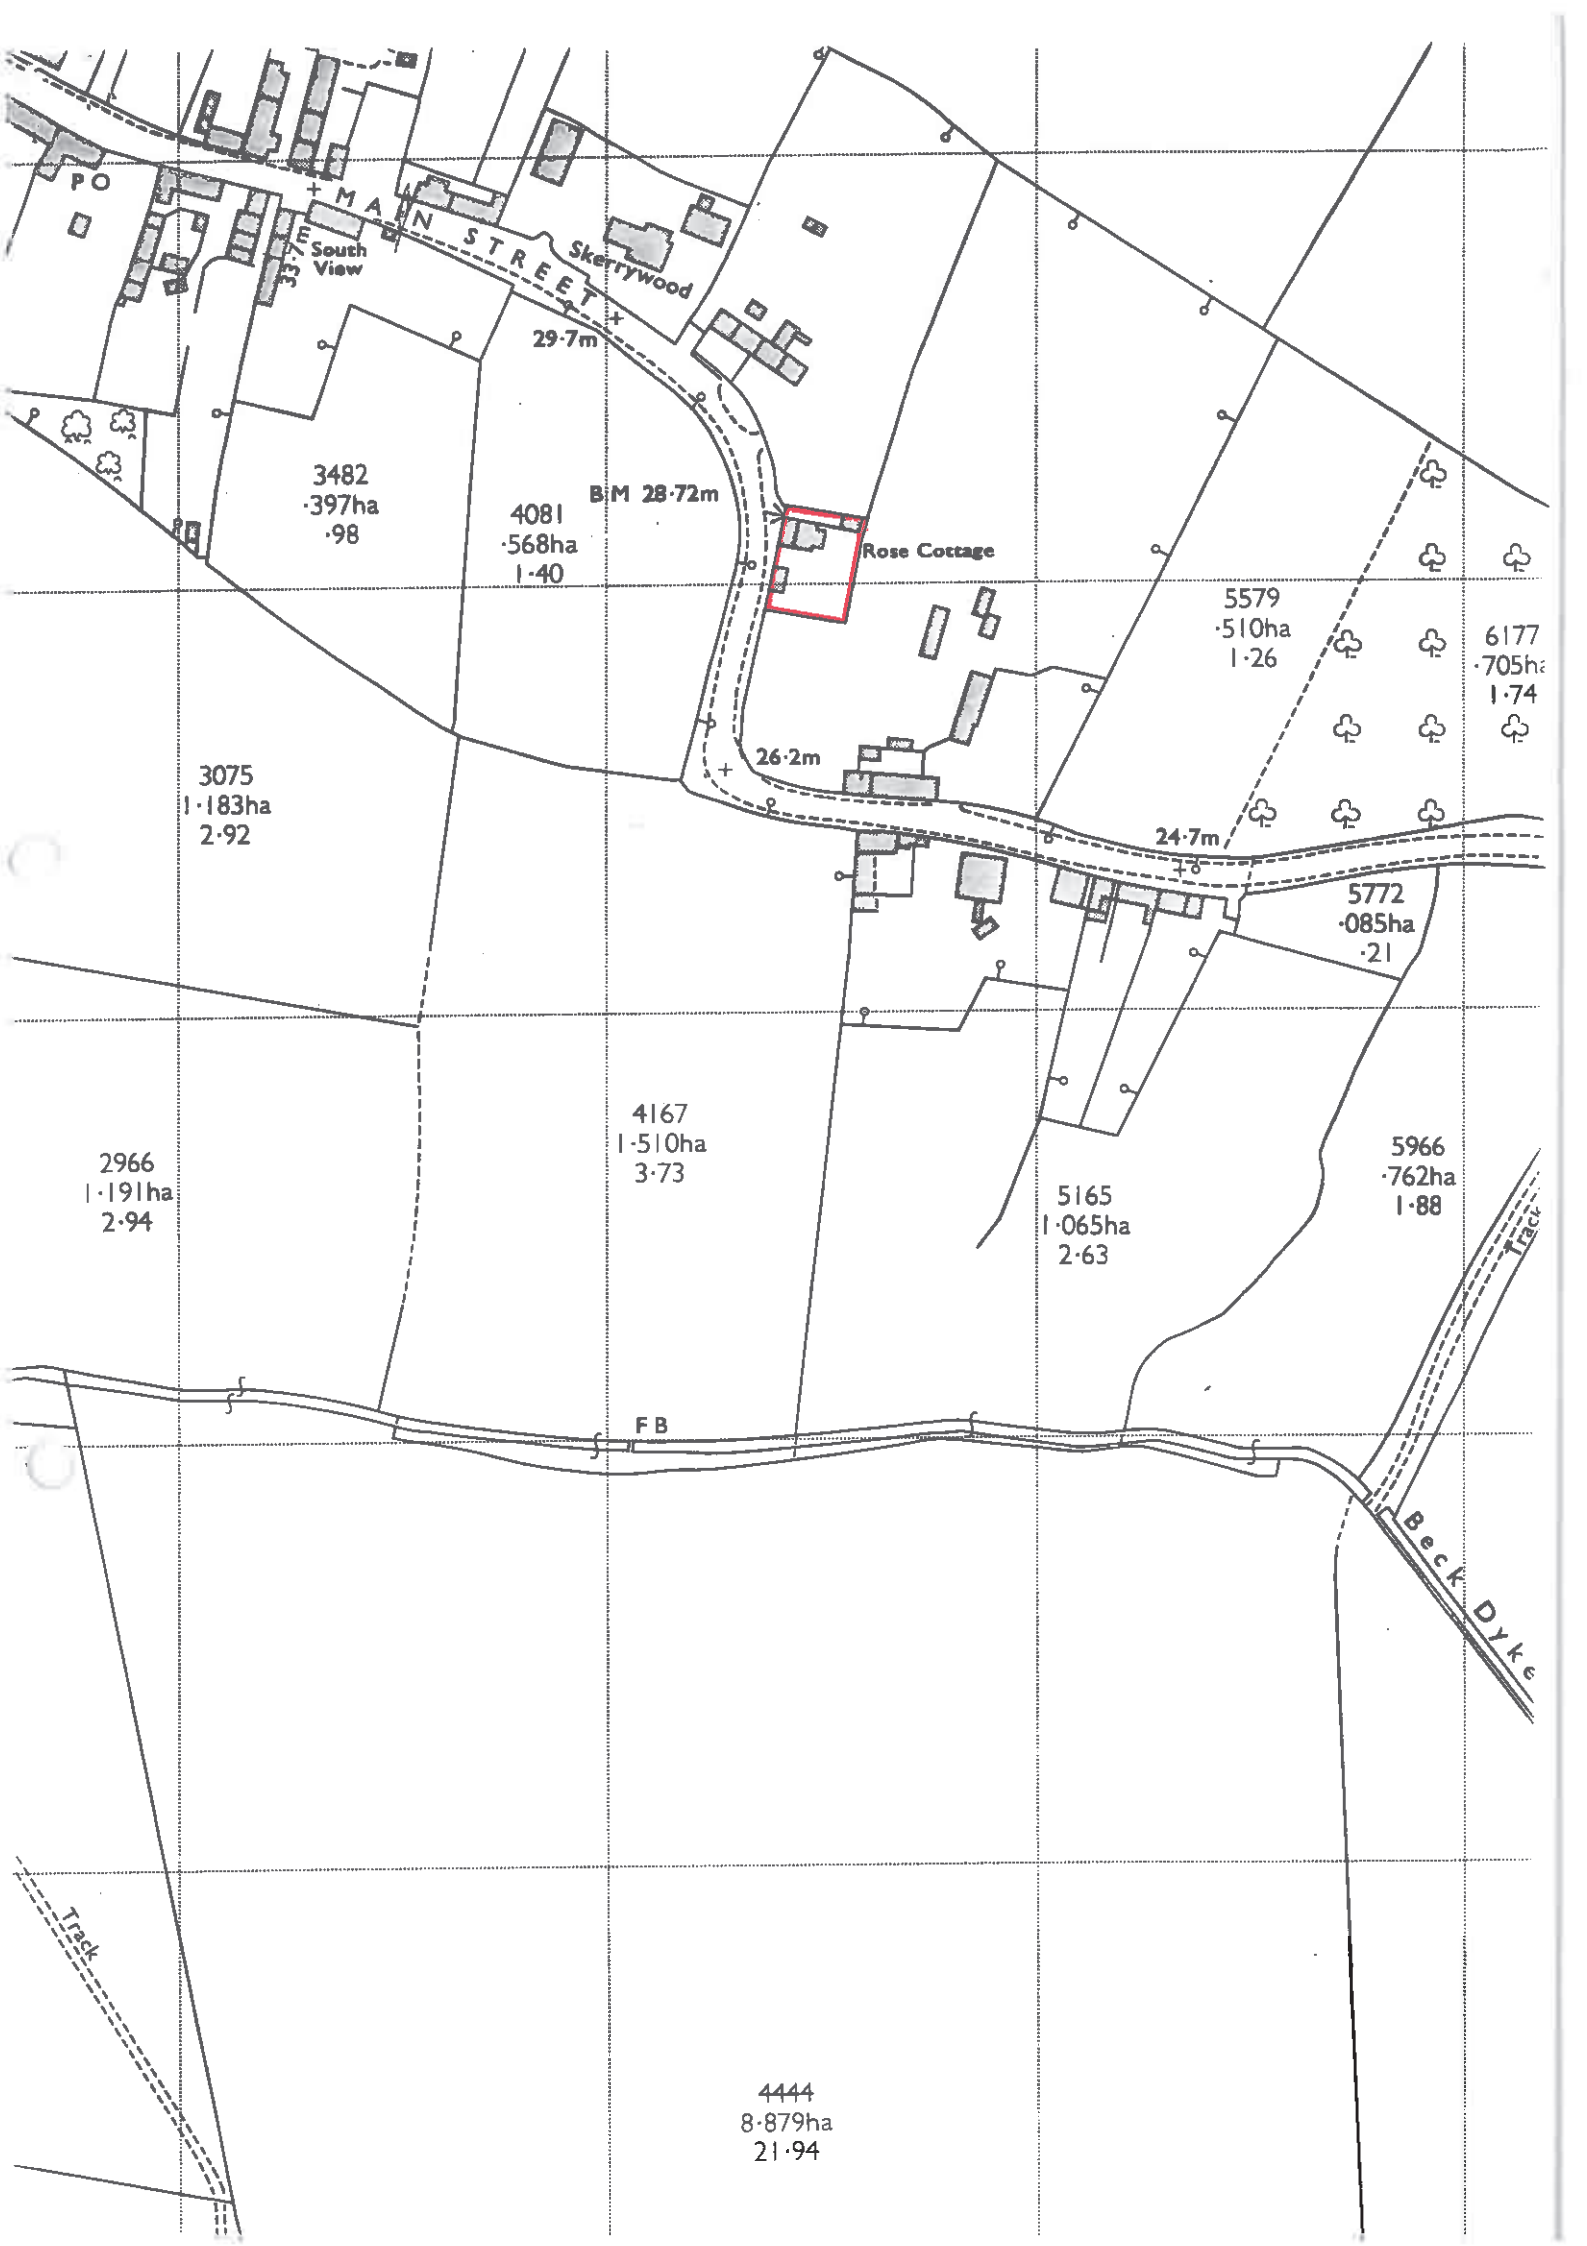 PO
MAIN STREET
33·7m
South
View
Skerrywood
29·7m
3482
·397ha
·98
4081
·568ha
1·40
BM 28·72m
Rose Cottage
5579
·510ha
1·26
6177
·705ha
1·74
3075
1·183ha
2·92
26·2m
24·7m
5772
·085ha
·21
2966
1·191ha
2·94
4167
1·510ha
3·73
5165
1·065ha
2·63
5966
·762ha
1·88
Track
FB
Beck Dyke
Track
4444
8·879ha
21·94